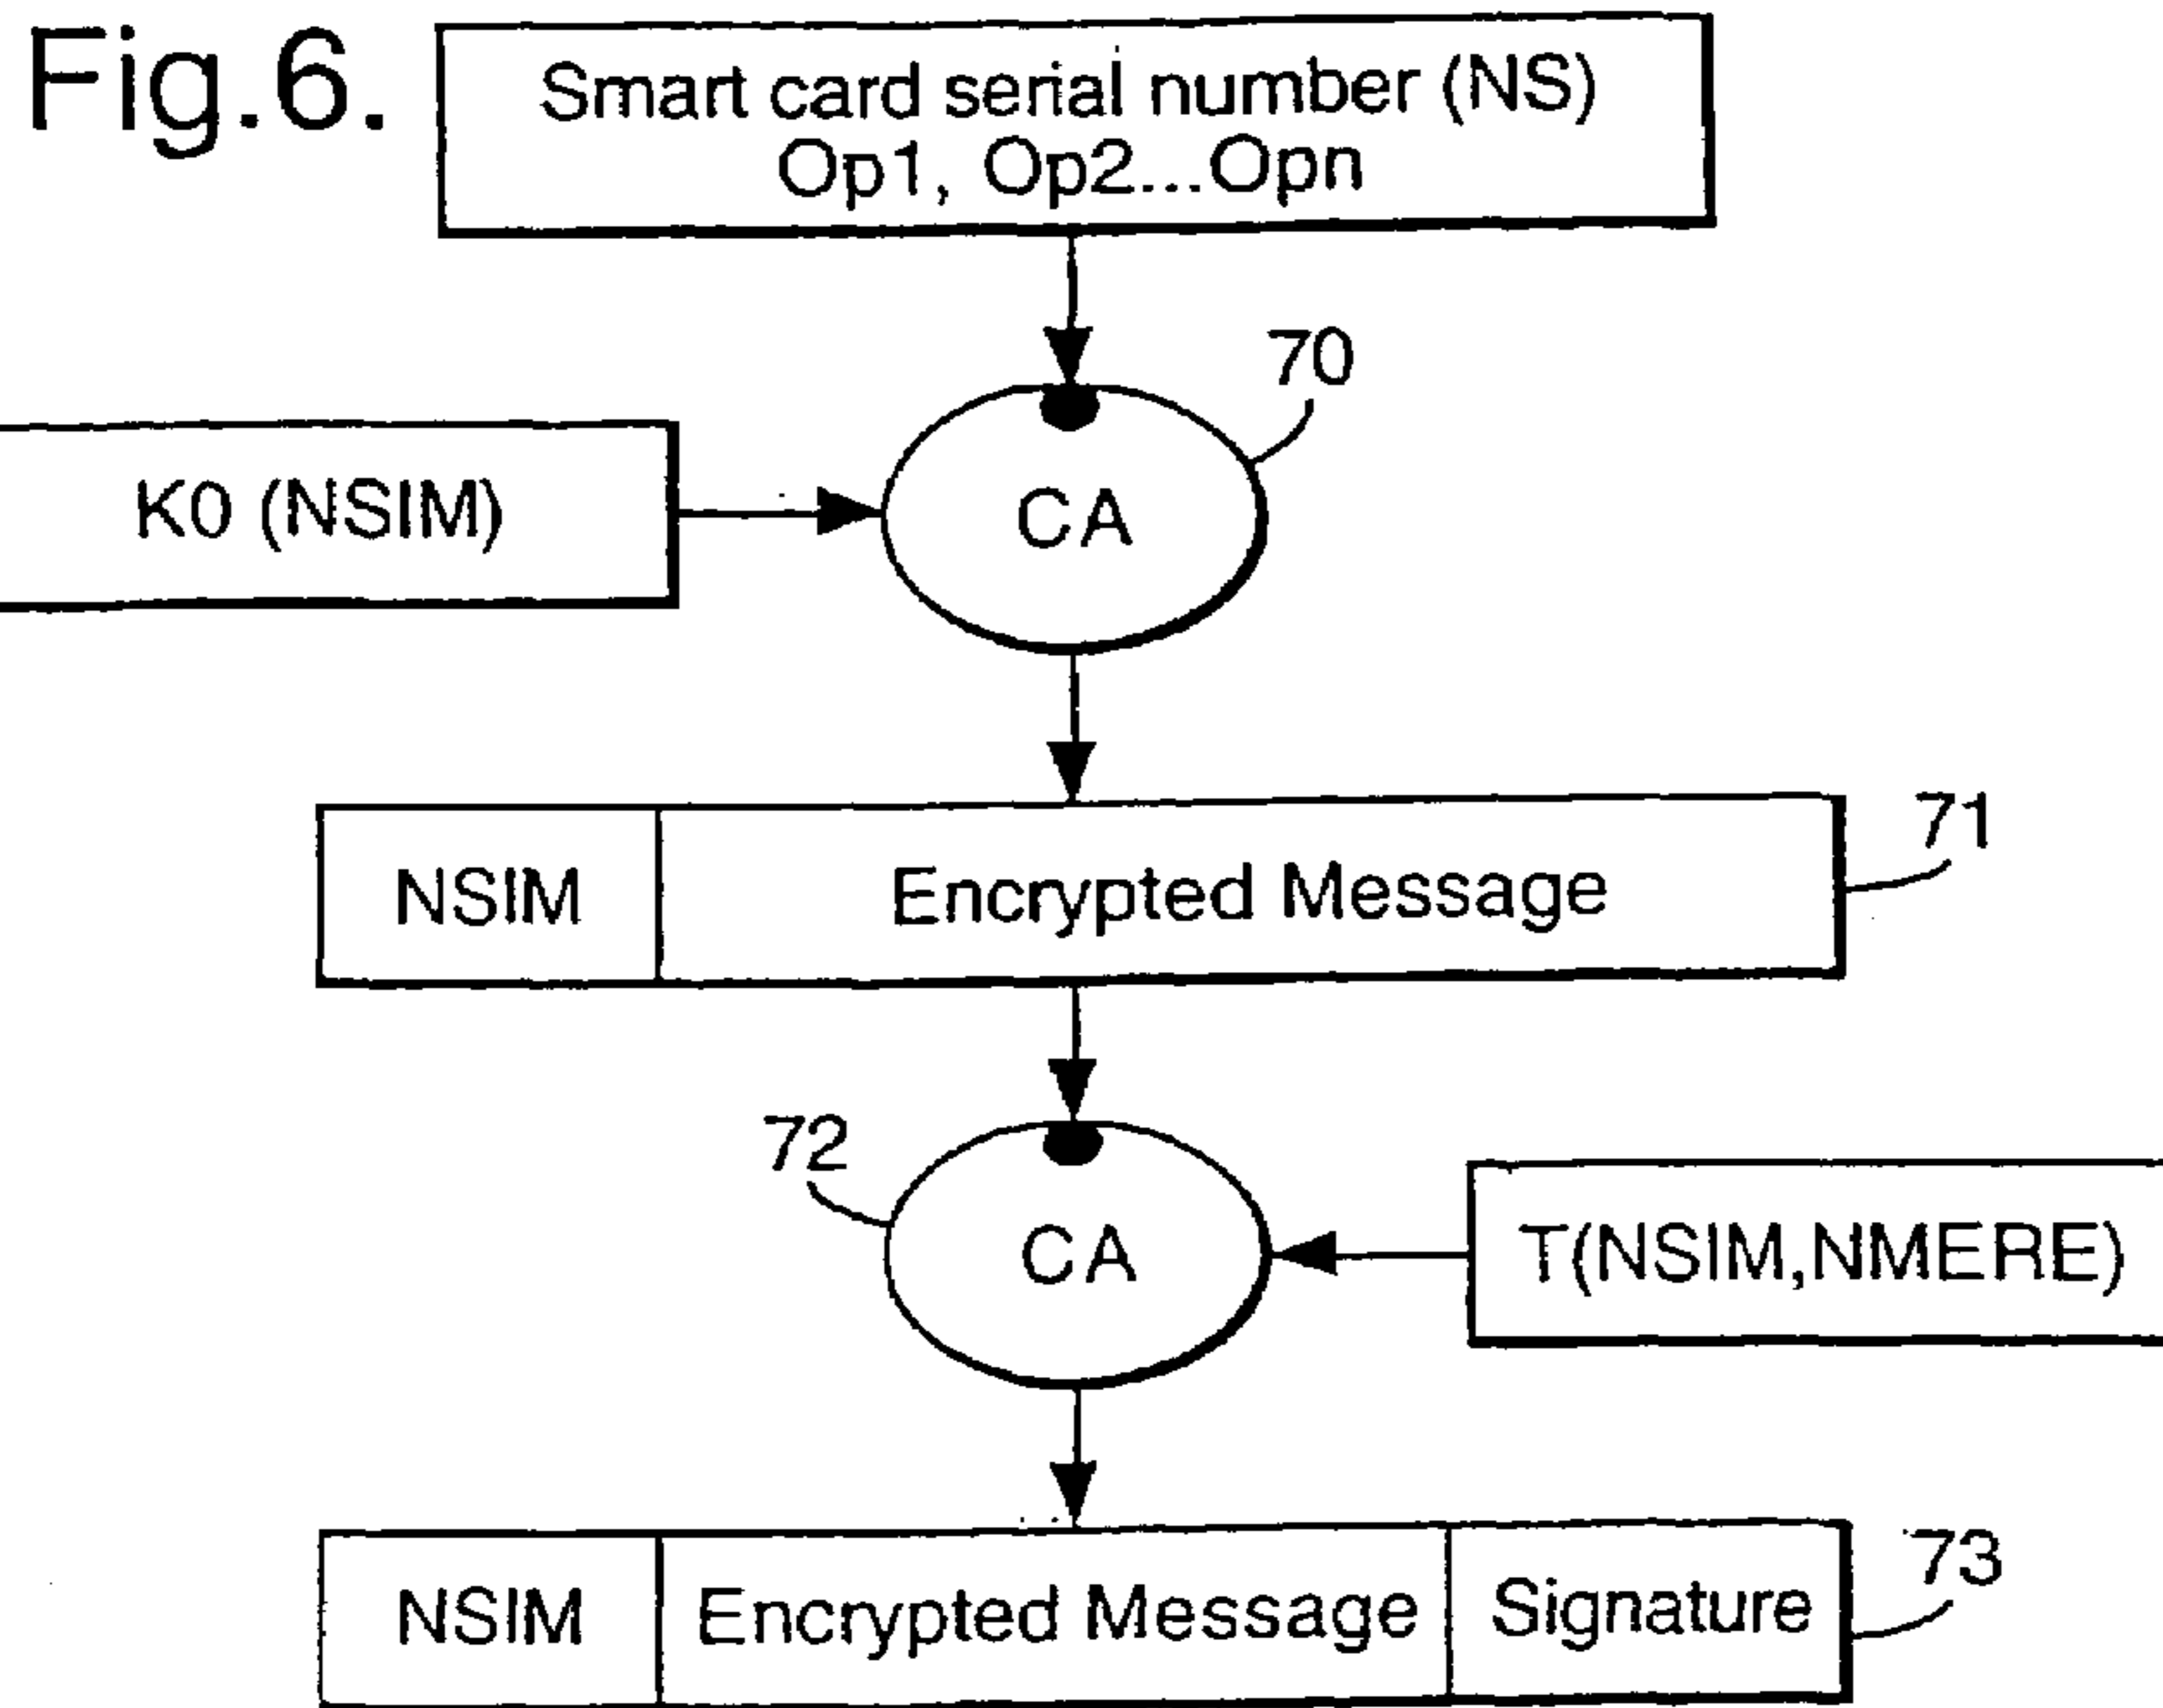 Fig.6.
Smart card serial number (NS)
Op1, Op2...Opn
70
K0 (NSIM)
CA
71
NSIM
Encrypted Message
72
CA
T(NSIM,NMERE)
73
NSIM
Encrypted Message
Signature